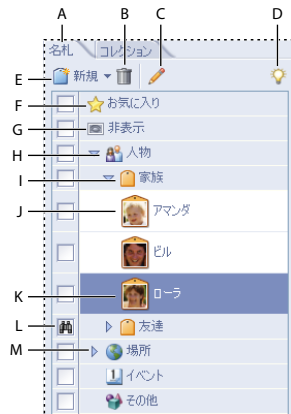 A B C D
名札 コレクション
E 新規
F お気に入り
G 非表示
H 人物
I 家族
J アマンダ
ビル
K ローラ
L 友達
M 場所
1 イベント
その他